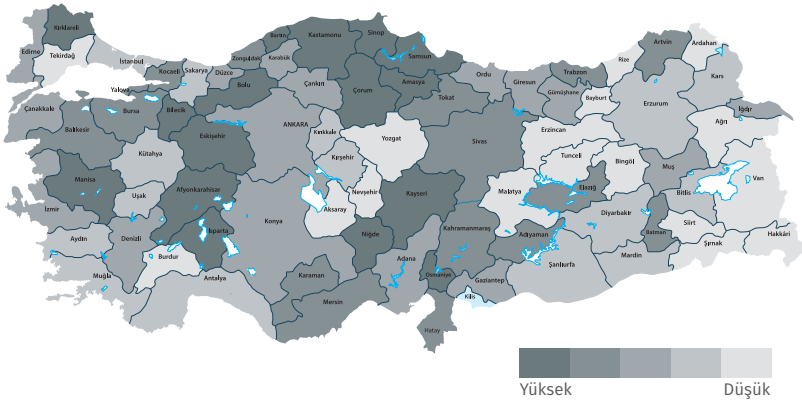 Kırklareli
Edirne
Tekirdağ
İstanbul
Kocaeli
Yalova
Sakarya
Düzce
Zonguldak
Bartın
Karabük
Kastamonu
Sinop
Samsun
Ordu
Giresun
Trabzon
Gümüşhane
Rize
Artvin
Ardahan
Kars
Iğdır
Ağrı
Bayburt
Erzurum
Erzincan
Tunceli
Bingöl
Muş
Bitlis
Van
Hakkâri
Şırnak
Siirt
Batman
Mardin
Diyarbakır
Elazığ
Malatya
Adıyaman
Şanlıurfa
Gaziantep
Kilis
Kahramanmaraş
Osmaniye
Hatay
Adana
Mersin
Karaman
Niğde
Kayseri
Sivas
Tokat
Amasya
Çorum
Çankırı
Yozgat
Kırıkkale
Kırşehir
Nevşehir
Aksaray
ANKARA
Konya
Bolu
Bilecik
Eskişehir
Bursa
Balıkesir
Çanakkale
Kütahya
Manisa
Uşak
Afyonkarahisar
İzmir
Aydın
Denizli
Isparta
Burdur
Muğla
Antalya
Yüksek
Düşük